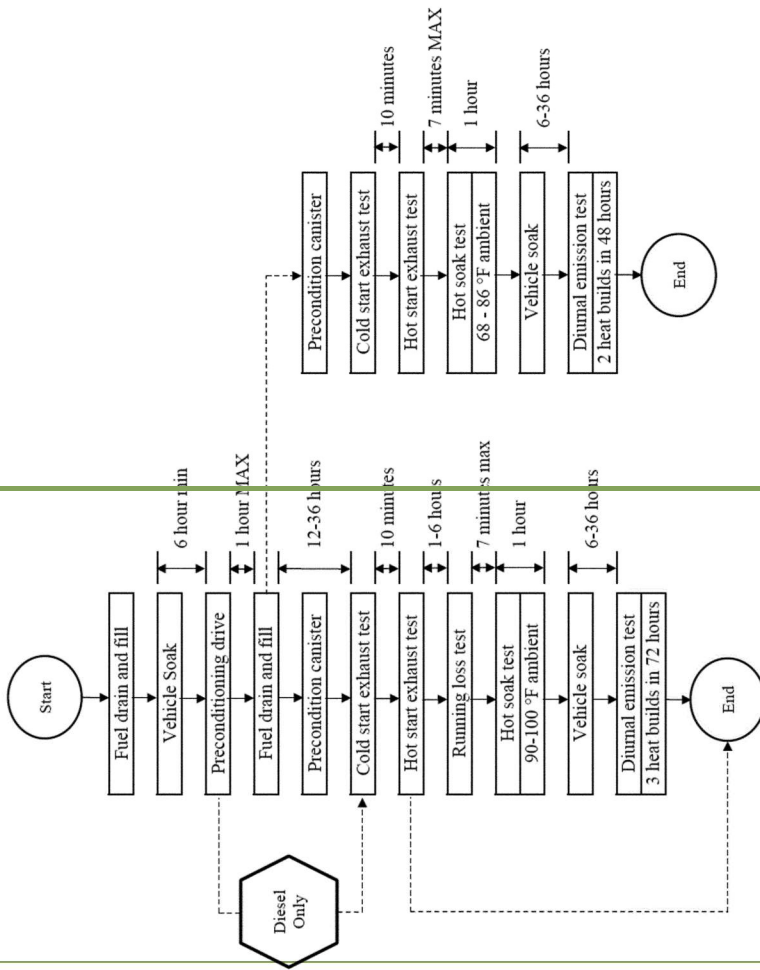 Start
Fuel drain and fill
Vehicle Soak
6 hour min
Preconditioning drive
1 hour MAX
Fuel drain and fill
12-36 hours
Precondition canister
Cold start exhaust test
10 minutes
Hot start exhaust test
1-6 hours
Running loss test
7 minutes max
Hot soak test
90-100 °F ambient
1 hour
Vehicle soak
6-36 hours
Diurnal emission test
3 heat builds in 72 hours
End
Diesel
Only
Precondition canister
Cold start exhaust test
10 minutes
Hot start exhaust test
7 minutes MAX
Hot soak test
68 - 86 °F ambient
1 hour
Vehicle soak
6-36 hours
Diurnal emission test
2 heat builds in 48 hours
End